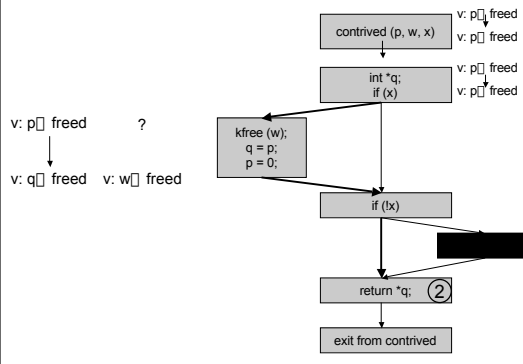 contrived (p, w, x)
v: p▯ freed
v: p▯ freed
int *q;
if (x)
v: p▯ freed
v: p▯ freed
v: p▯ freed
?
v: q▯ freed
v: w▯ freed
kfree (w);
q = p;
p = 0;
if (!x)
return *q;
2
exit from contrived